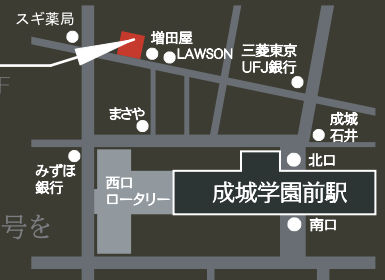 スギ薬局
増田屋
LAWSON
三菱東京
UFJ銀行
まさや
成城
石井
みずほ
銀行
西口
ロータリー
北口
成城学園前駅
南口
号を